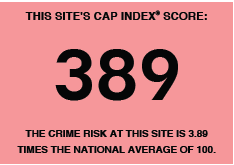 THIS SITE'S CAP INDEX® SCORE:
389
THE CRIME RISK AT THIS SITE IS 3.89
TIMES THE NATIONAL AVERAGE OF 100.